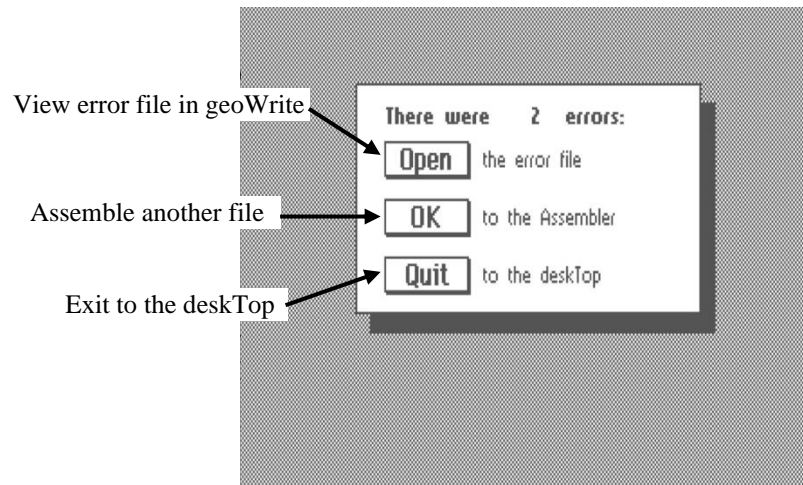 There were 2 errors:
View error file in geoWrite
Open the error file
Assemble another file
OK to the Assembler
Quit to the deskTop
Exit to the deskTop